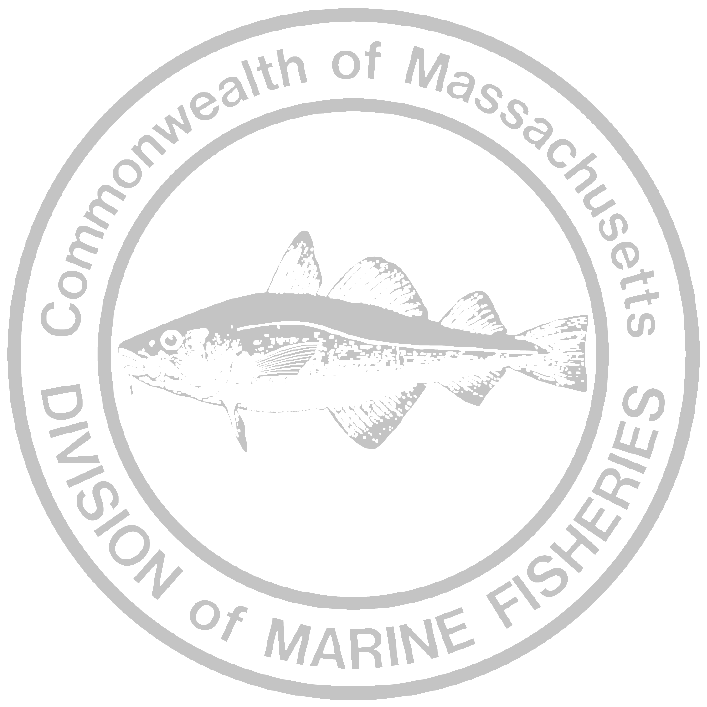 Commonwealth of Massachusetts
DIVISION of MARINE FISHERIES